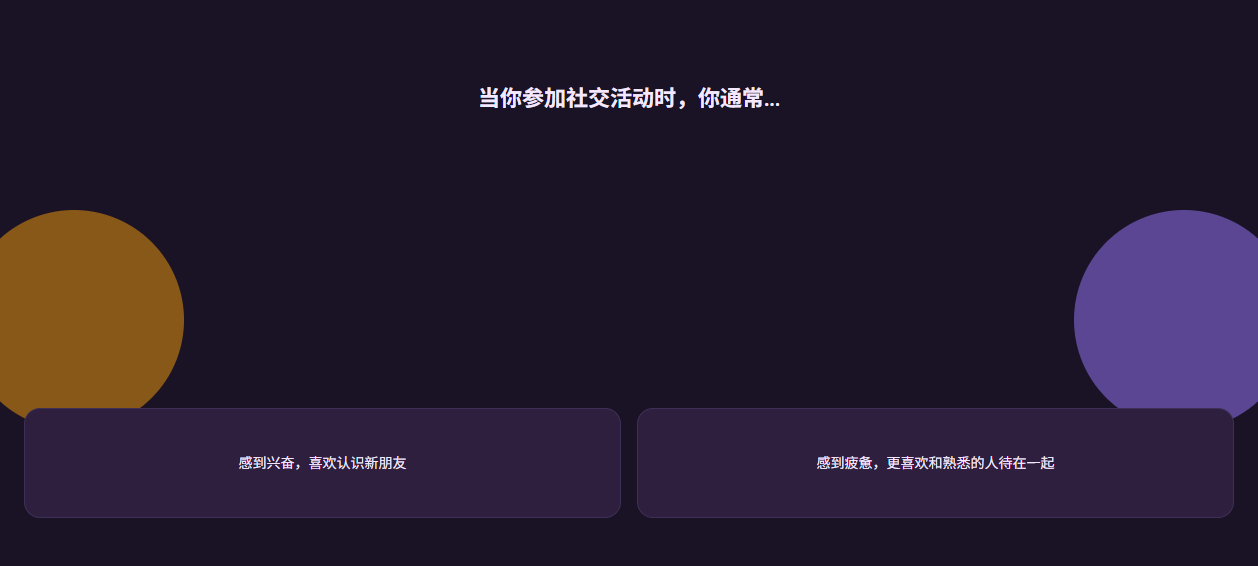 当你参加社交活动时，你通常...
感到兴奋，喜欢认识新朋友
感到疲惫，更喜欢和熟悉的人待在一起